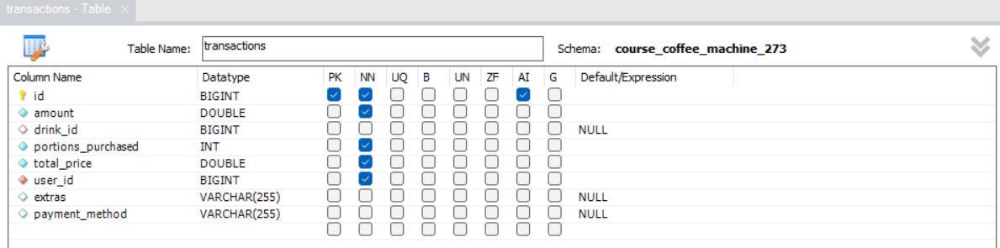 transactions - Table ×
Table Name: transactions Schema: course_coffee_machine_273
Column Name Datatype PK NN UQ B UN ZF AI G Default/Expression
id BIGINT
amount DOUBLE
drink_id BIGINT NULL
portions_purchased INT
total_price DOUBLE
user_id BIGINT
extras VARCHAR(255) NULL
payment_method VARCHAR(255) NULL